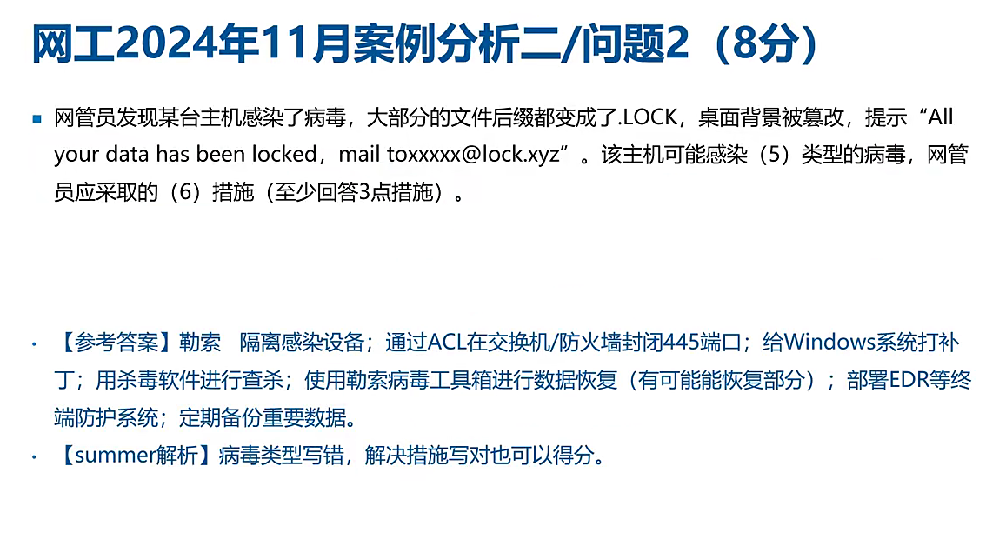 网工2024年11月案例分析二/问题2（8分）
网管员发现某台主机感染了病毒，大部分的文件后缀都变成了.LOCK，桌面背景被篡改，提示“All
your data has been locked，mail toxxxxx@lock.xyz”。该主机可能感染（5）类型的病毒，网管
员应采取的（6）措施（至少回答3点措施）。
【参考答案】勒索 隔离感染设备；通过ACL在交换机/防火墙封闭445端口；给Windows系统打补
丁；用杀毒软件进行查杀；使用勒索病毒工具箱进行数据恢复（有可能能恢复部分）；部署EDR等终
端防护系统；定期备份重要数据。
【summer解析】病毒类型写错，解决措施写对也可以得分。